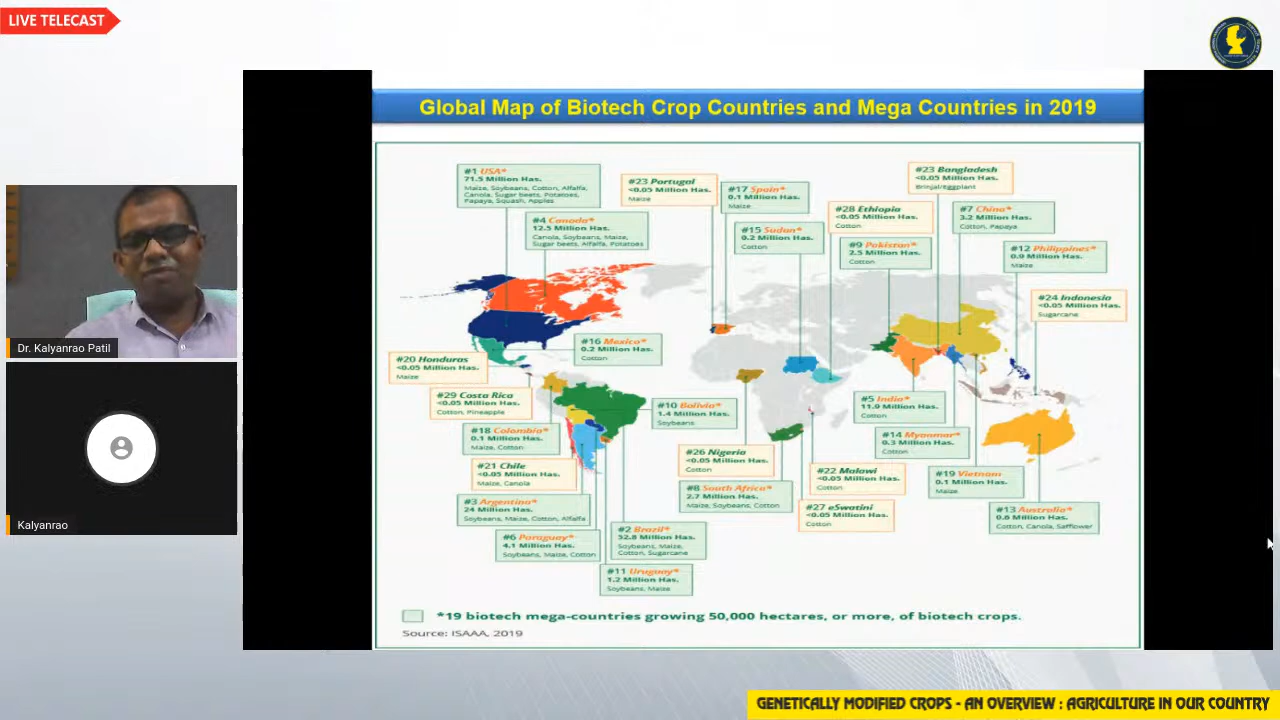 LIVE TELECAST
Global Map of Biotech Crop Countries and Mega Countries in 2019
#1 USA*
71.5 Million Has.
Maize, Soybeans, Cotton, Alfalfa,
Canola, Sugar beets, Potatoes,
Papaya, Squash, Apples
#4 Canada*
12.5 Million Has.
Canola, Soybeans, Maize,
Sugar beets, Alfalfa, Potatoes
#23 Portugal
<0.05 Million Has.
Maize
#17 Spain*
0.1 Million Has.
Maize
#15 Sudan*
0.2 Million Has.
Cotton
#28 Ethiopia
<0.05 Million Has.
Cotton
#9 Pakistan*
2.5 Million Has.
Cotton
#23 Bangladesh
<0.05 Million Has.
Brinjal/Eggplant
#7 China*
3.2 Million Has.
Cotton, Papaya
#12 Philippines*
0.9 Million Has.
Maize
#24 Indonesia
<0.05 Million Has.
Sugarcane
#16 Mexico*
0.2 Million Has.
Cotton
#20 Honduras
<0.05 Million Has.
Maize
#29 Costa Rica
<0.05 Million Has.
Cotton, Pineapple
#18 Colombia*
0.1 Million Has.
Maize, Cotton
#21 Chile
<0.05 Million Has.
Maize, Canola
#3 Argentina*
24 Million Has.
Soybeans, Maize, Cotton, Alfalfa
#6 Paraguay*
4.1 Million Has.
Soybeans, Maize, Cotton
#10 Bolivia*
1.4 Million Has.
Soybeans
#2 Brazil*
52.8 Million Has.
Soybeans, Maize,
Cotton, Sugarcane
#11 Uruguay*
1.2 Million Has.
Soybeans, Maize
#26 Nigeria
<0.05 Million Has.
Cotton
#8 South Africa*
2.7 Million Has.
Maize, Soybeans, Cotton
#5 India*
11.9 Million Has.
Cotton
#14 Myanmar*
0.3 Million Has.
Cotton
#22 Malawi
<0.05 Million Has.
Cotton
#27 eSwatini
<0.05 Million Has.
Cotton
#19 Vietnam
0.1 Million Has.
Maize
#13 Australia*
0.6 Million Has.
Cotton, Canola, Safflower
*19 biotech mega-countries growing 50,000 hectares, or more, of biotech crops.
Source: ISAAA, 2019
Dr. Kalyanrao Patil
Kalyanrao
GENETICALLY MODIFIED CROPS - AN OVERVIEW : AGRICULTURE IN OUR COUNTRY